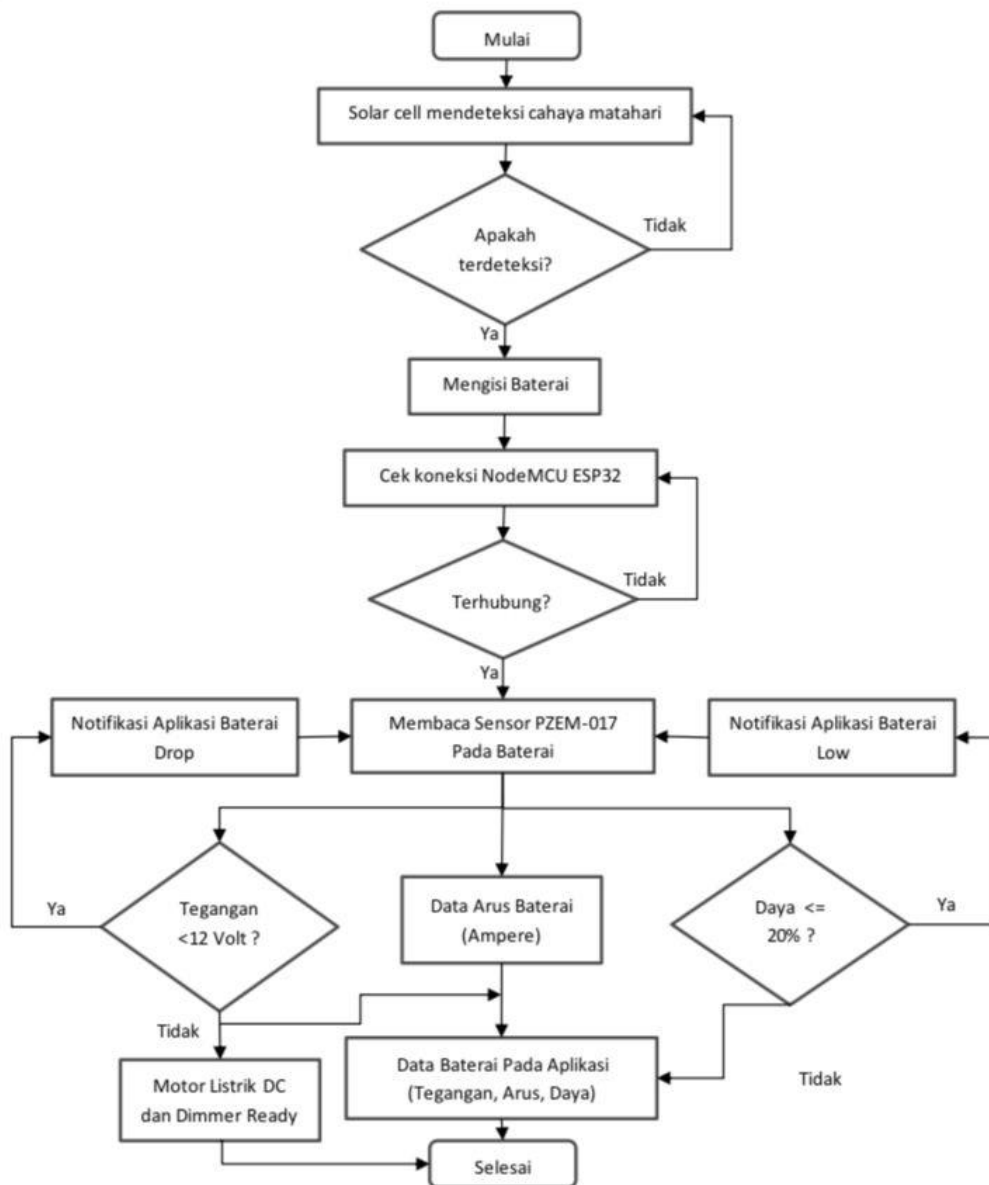 Mulai
Solar cell mendeteksi cahaya matahari
Tidak
Apakah
terdeteksi?
Ya
Mengisi Baterai
Cek koneksi NodeMCU ESP32
Tidak
Terhubung?
Ya
Notifikasi Aplikasi Baterai
Drop
Membaca Sensor PZEM-017
Pada Baterai
Notifikasi Aplikasi Baterai
Low
Ya
Tegangan
<12 Volt ?
Data Arus Baterai
(Ampere)
Daya <=
20% ?
Ya
Tidak
Motor Listrik DC
dan Dimmer Ready
Data Baterai Pada Aplikasi
(Tegangan, Arus, Daya)
Tidak
Selesai